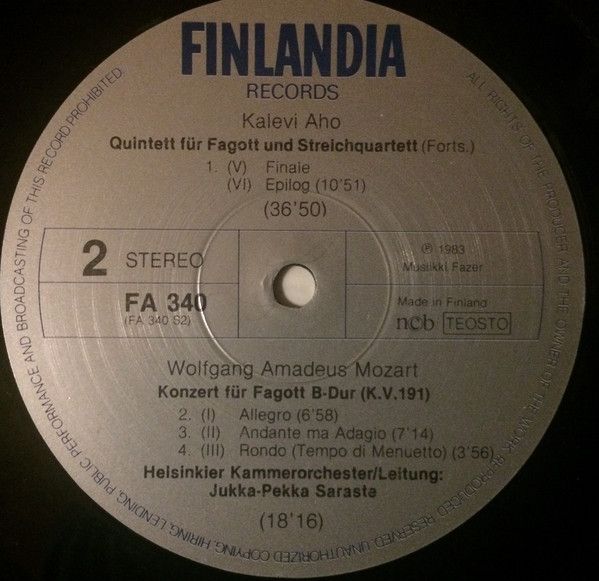 FINLANDIA
RECORDS
Kalevi Aho
Quintett für Fagott und Streichquartett (Forts.)
1. (V) Finale
(VI) Epilog (10'51)
(36'50)
2 STEREO
FA 340
(FA 340 S2)
℗ 1983
Musiikki Fazer
Made in Finland
ncb TEOSTO
Wolfgang Amadeus Mozart
Konzert für Fagott B-Dur (K.V.191)
2. (I) Allegro (6'58)
3. (II) Andante ma Adagio (7'14)
4. (III) Rondo (Tempo di Menuetto) (3'56)
Helsinkier Kammerorchester/Leitung:
Jukka-Pekka Saraste
(18'16)
ALL RIGHTS OF THE PRODUCER AND THE OWNER OF THE WORK REPRODUCED RESERVED. UNAUTHORIZED COPYING, HIRING, LENDING, PUBLIC PERFORMANCE AND BROADCASTING OF THIS RECORD PROHIBITED.